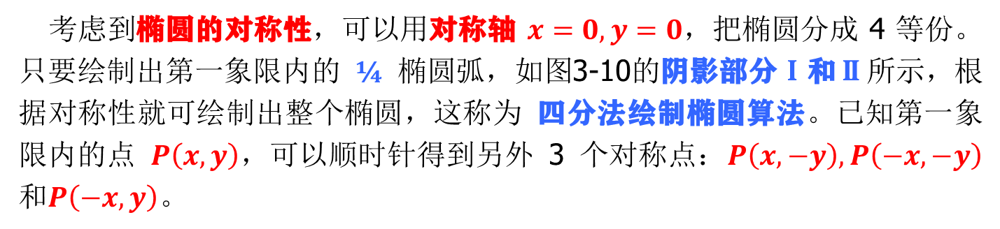 考虑到椭圆的对称性，可以用对称轴 x = 0, y = 0，把椭圆分成 4 等份。
只要绘制出第一象限内的 ¼ 椭圆弧，如图3-10的阴影部分Ⅰ和Ⅱ所示，根
据对称性就可绘制出整个椭圆，这称为 四分法绘制椭圆算法。已知第一象
限内的点 P(x, y)，可以顺时针得到另外 3 个对称点：P(x, −y), P(−x, −y)
和P(−x, y)。